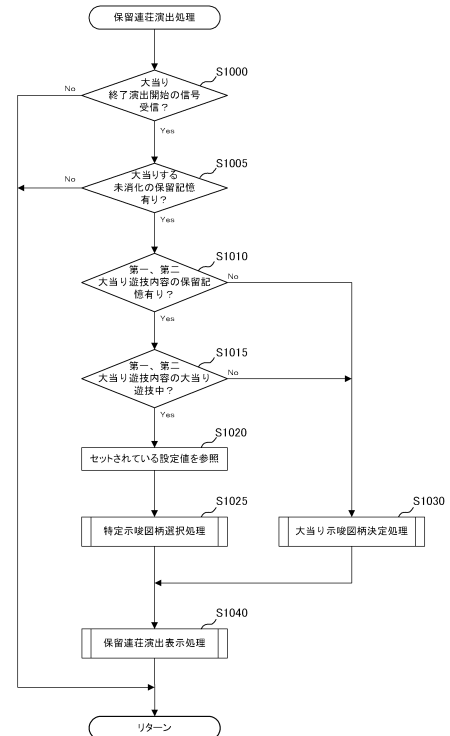 保留連荘演出処理
S1000
大当り
終了演出開始の信号
受信？
No
Yes
S1005
大当りする
未消化の保留記憶
有り？
No
Yes
S1010
第一、第二
大当り遊技内容の保留記
憶有り？
No
Yes
S1015
第一、第二
大当り遊技内容の大当り
遊技中？
No
Yes
S1020
セットされている設定値を参照
S1025
特定示唆図柄選択処理
S1030
大当り示唆図柄決定処理
S1040
保留連荘演出表示処理
リターン